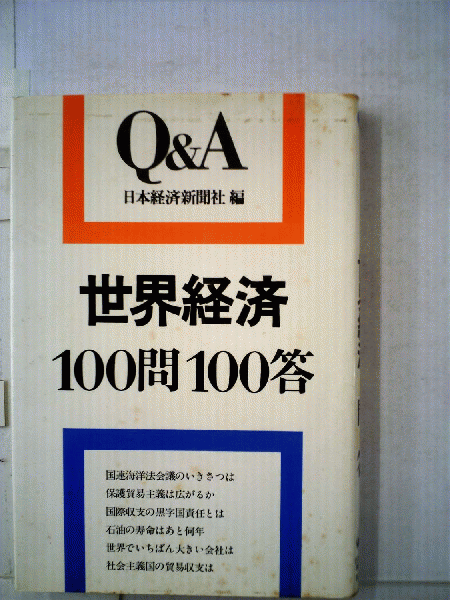 Q&A
日本経済新聞社 編
世界経済
100問100答
国連海洋法会議のいきさつは
保護貿易主義は広がるか
国際収支の黒字国責任とは
石油の寿命はあと何年
世界でいちばん大きい会社は
社会主義国の貿易収支は